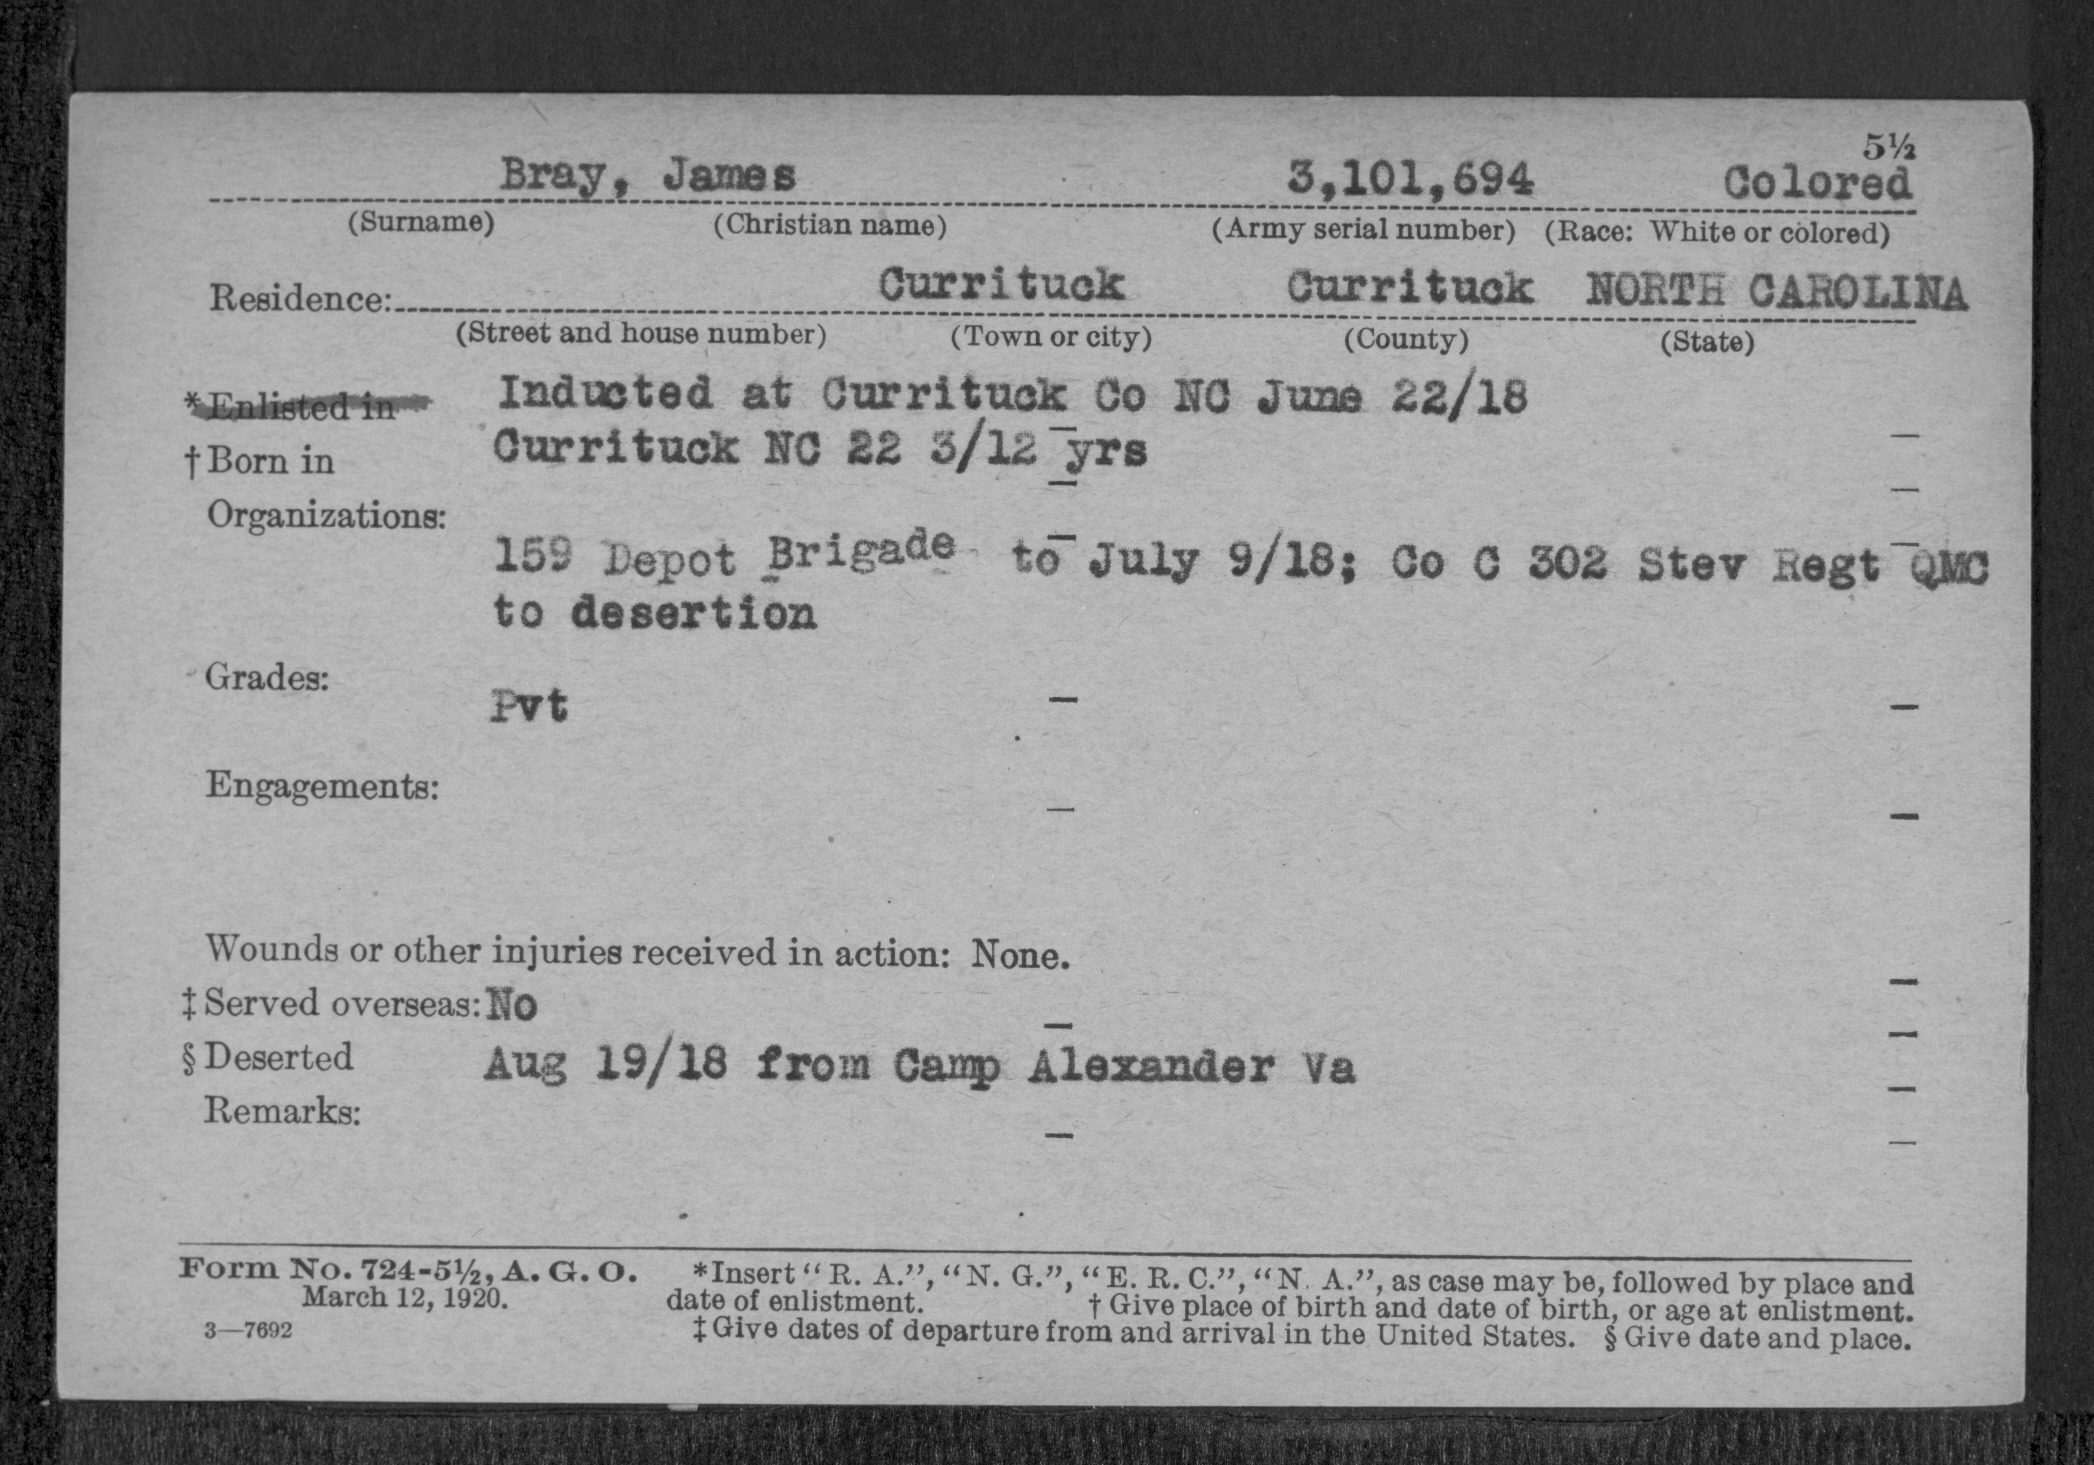 5½
Bray, James 3,101,694 Colored
(Surname) (Christian name) (Army serial number) (Race: White or colored)
Residence: Currituck Currituck NORTH CAROLINA
(Street and house number) (Town or city) (County) (State)
*Enlisted in Inducted at Currituck Co NC June 22/18
†Born in Currituck NC 22 3/12 yrs
Organizations:
159 Depot Brigade to July 9/18; Co C 302 Stev Regt QMC
to desertion
Grades:
Pvt
Engagements:
Wounds or other injuries received in action: None.
‡Served overseas: No
§Deserted Aug 19/18 from Camp Alexander Va
Remarks:
Form No. 724-5½, A. G. O. *Insert "R. A.", "N. G.", "E. R. C.", "N. A.", as case may be, followed by place and
March 12, 1920. date of enlistment. †Give place of birth and date of birth, or age at enlistment.
3—7692 ‡Give dates of departure from and arrival in the United States. §Give date and place.